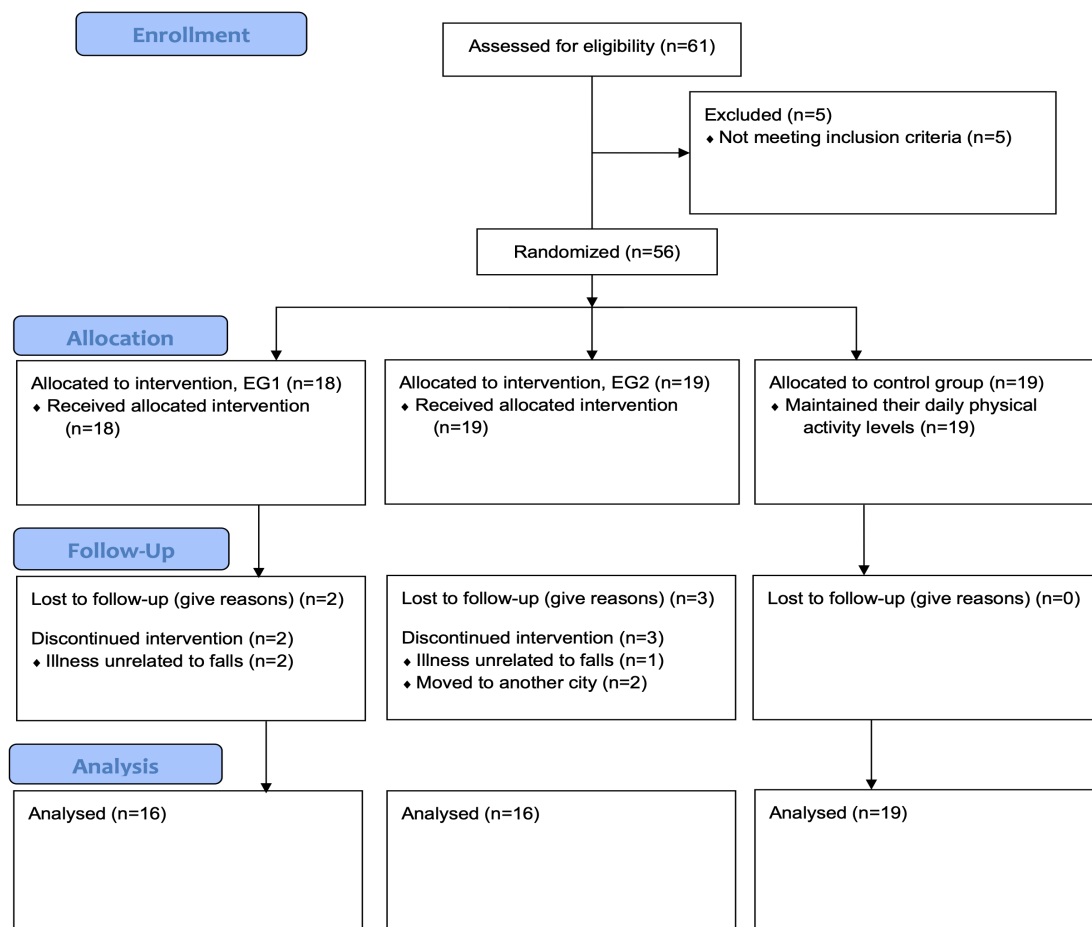 Enrollment
Assessed for eligibility (n=61)
Excluded (n=5)
♦ Not meeting inclusion criteria (n=5)
Randomized (n=56)
Allocation
Allocated to intervention, EG1 (n=18)
♦ Received allocated intervention
(n=18)
Allocated to intervention, EG2 (n=19)
♦ Received allocated intervention
(n=19)
Allocated to control group (n=19)
♦ Maintained their daily physical
activity levels (n=19)
Follow-Up
Lost to follow-up (give reasons) (n=2)
Discontinued intervention (n=2)
♦ Illness unrelated to falls (n=2)
Lost to follow-up (give reasons) (n=3)
Discontinued intervention (n=3)
♦ Illness unrelated to falls (n=1)
♦ Moved to another city (n=2)
Lost to follow-up (give reasons) (n=0)
Analysis
Analysed (n=16)
Analysed (n=16)
Analysed (n=19)